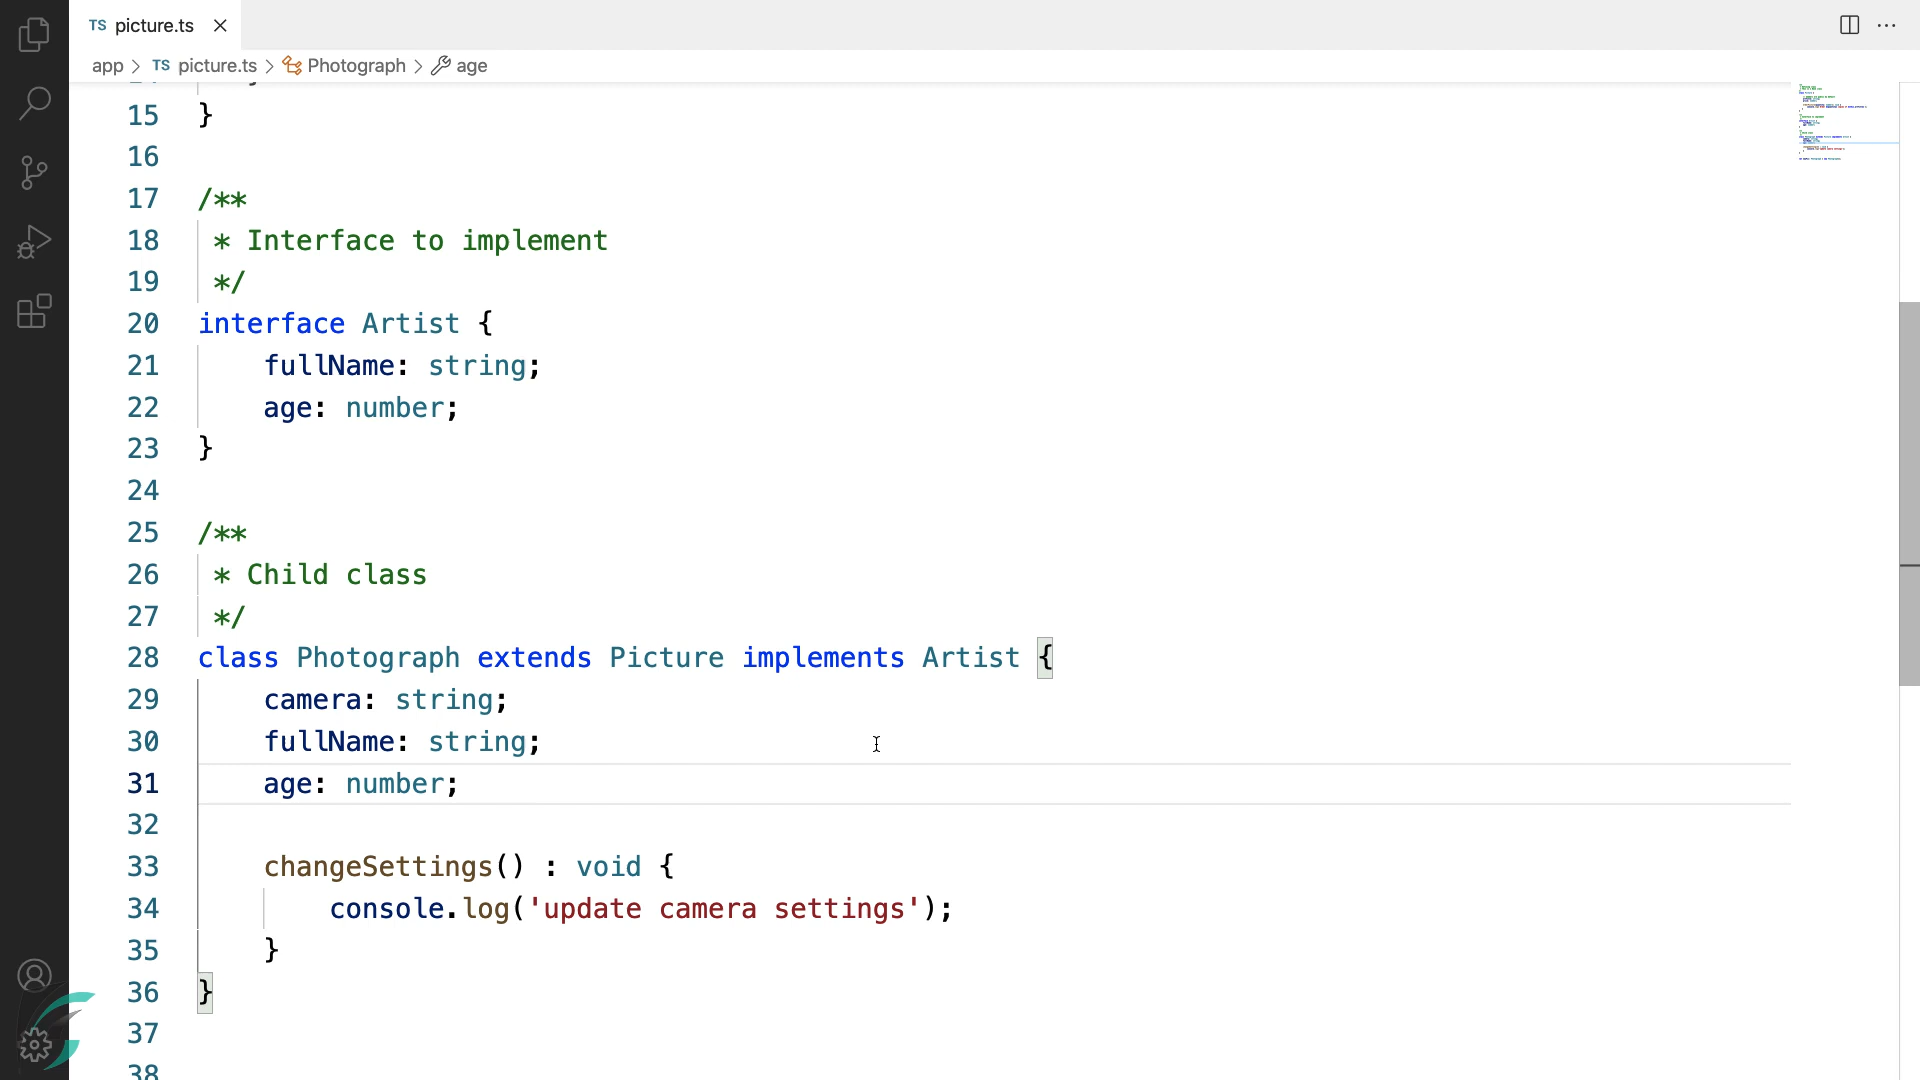 TS picture.ts
app > TS picture.ts > Photograph > age
15 }
16
17 /**
18 * Interface to implement
19 */
20 interface Artist {
21 fullName: string;
22 age: number;
23 }
24
25 /**
26 * Child class
27 */
28 class Photograph extends Picture implements Artist {
29 camera: string;
30 fullName: string;
31 age: number;
32
33 changeSettings() : void {
34 console.log('update camera settings');
35 }
36 }
37
38